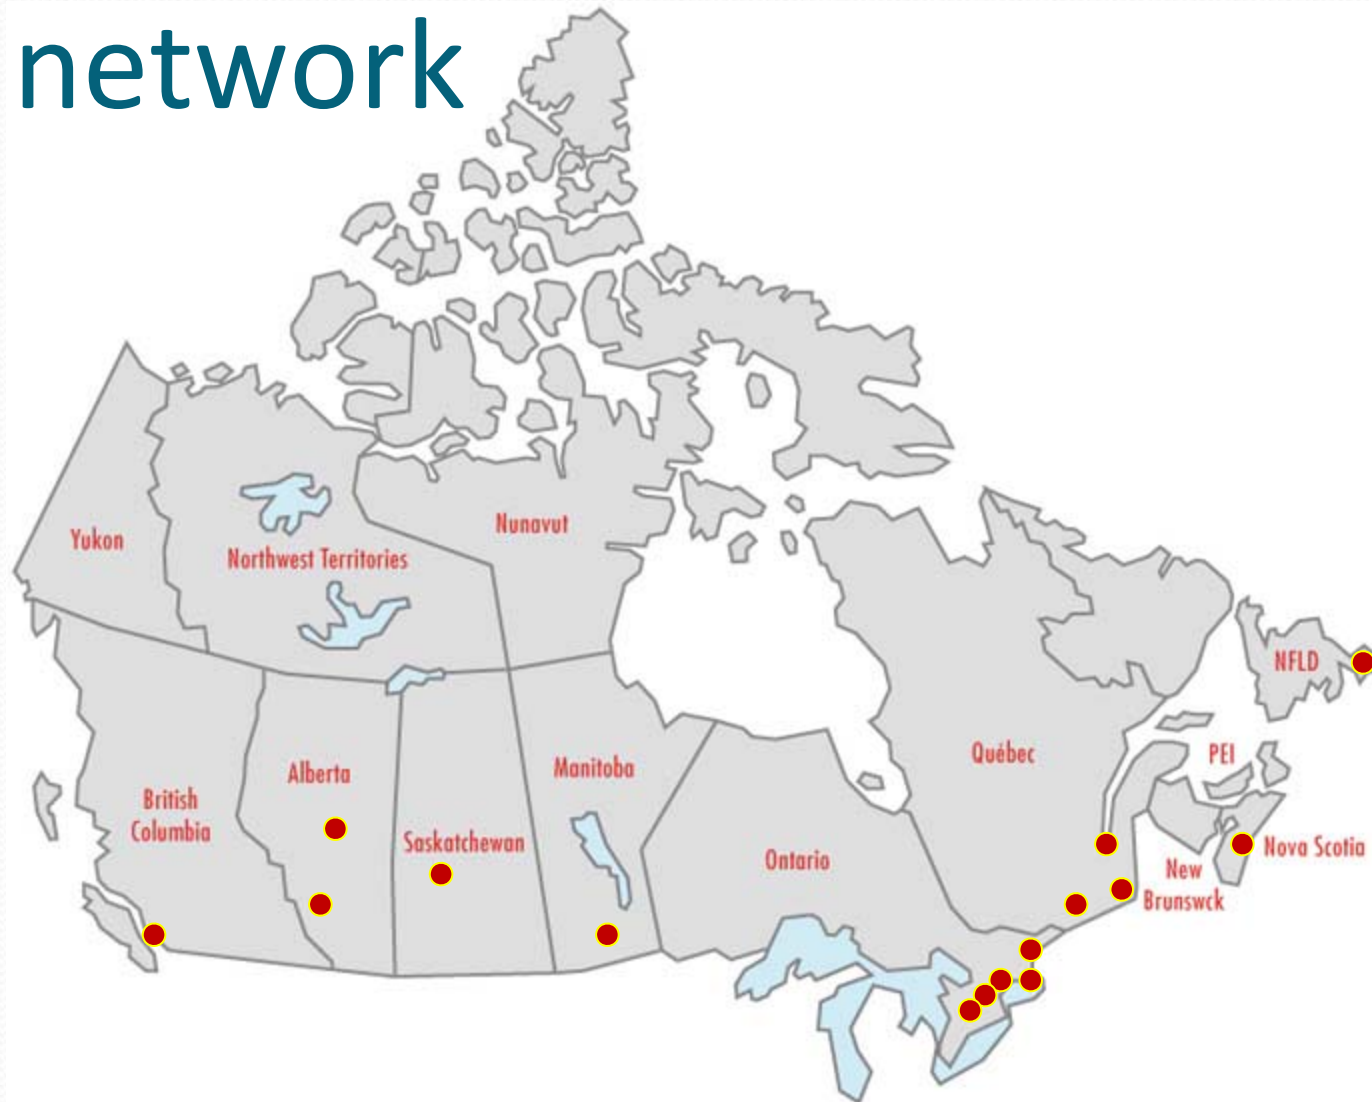 network
Yukon
Nunavut
Northwest Territories
NFLD
Québec
PEI
Manitoba
Alberta
British
Columbia
Saskatchewan
Nova Scotia
Ontario
New
Brunswck